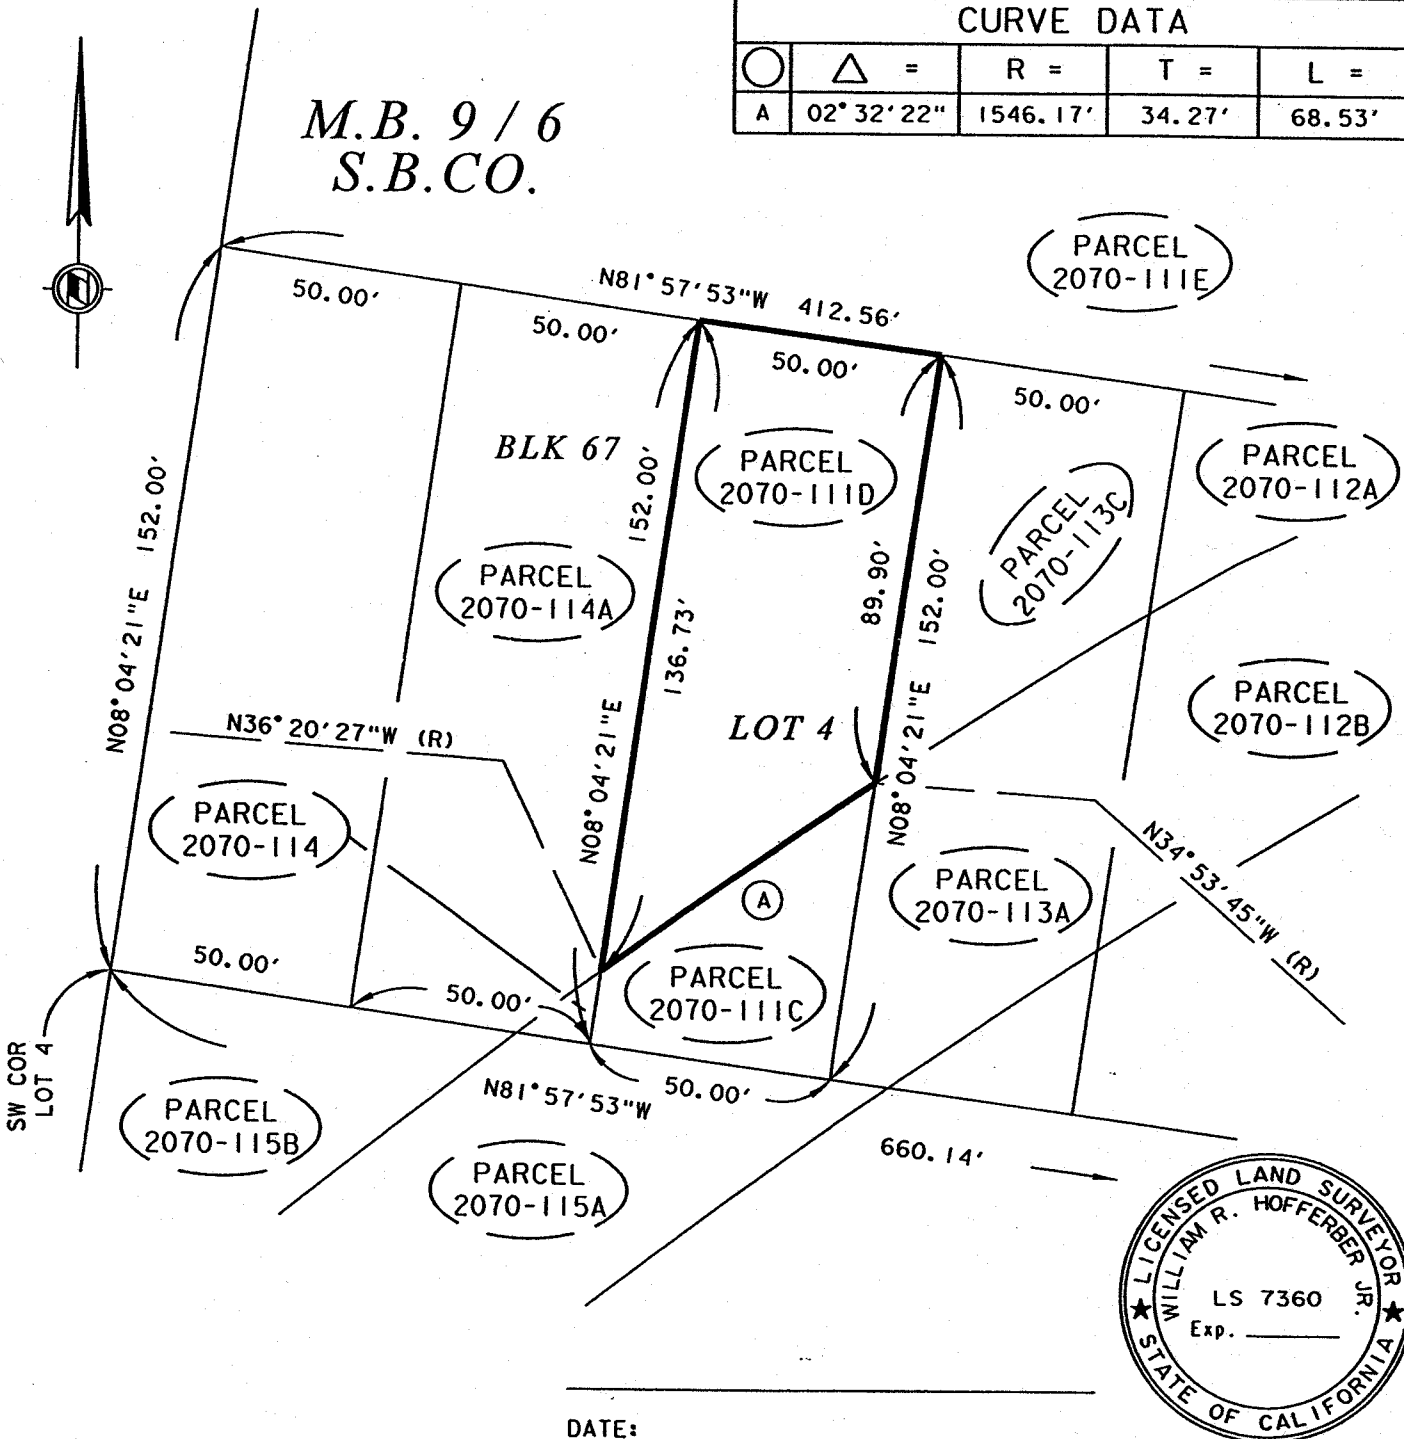 CURVE DATA
△ = R = T = L =
A 02°32'22" 1546.17' 34.27' 68.53'
M.B. 9 / 6
S.B.CO.
PARCEL
2070-111E
N81°57'53"W 412.56'
50.00'
50.00'
50.00'
50.00'
BLK 67
PARCEL
2070-111D
PARCEL
2070-112A
PARCEL
2070-113C
N08°04'21"E 152.00'
152.00'
PARCEL
2070-114A
136.73'
89.90'
N08°04'21"E 152.00'
N08°04'21"E
LOT 4
PARCEL
2070-112B
N36°20'27"W (R)
PARCEL
2070-114
N34°53'45"W (R)
PARCEL
2070-113A
A
50.00'
50.00'
PARCEL
2070-111C
SW COR
LOT 4
N81°57'53"W
50.00'
PARCEL
2070-115B
660.14'
PARCEL
2070-115A
LICENSED LAND SURVEYOR
WILLIAM R. HOFFERBER JR.
LS 7360
Exp.
STATE OF CALIFORNIA
DATE: